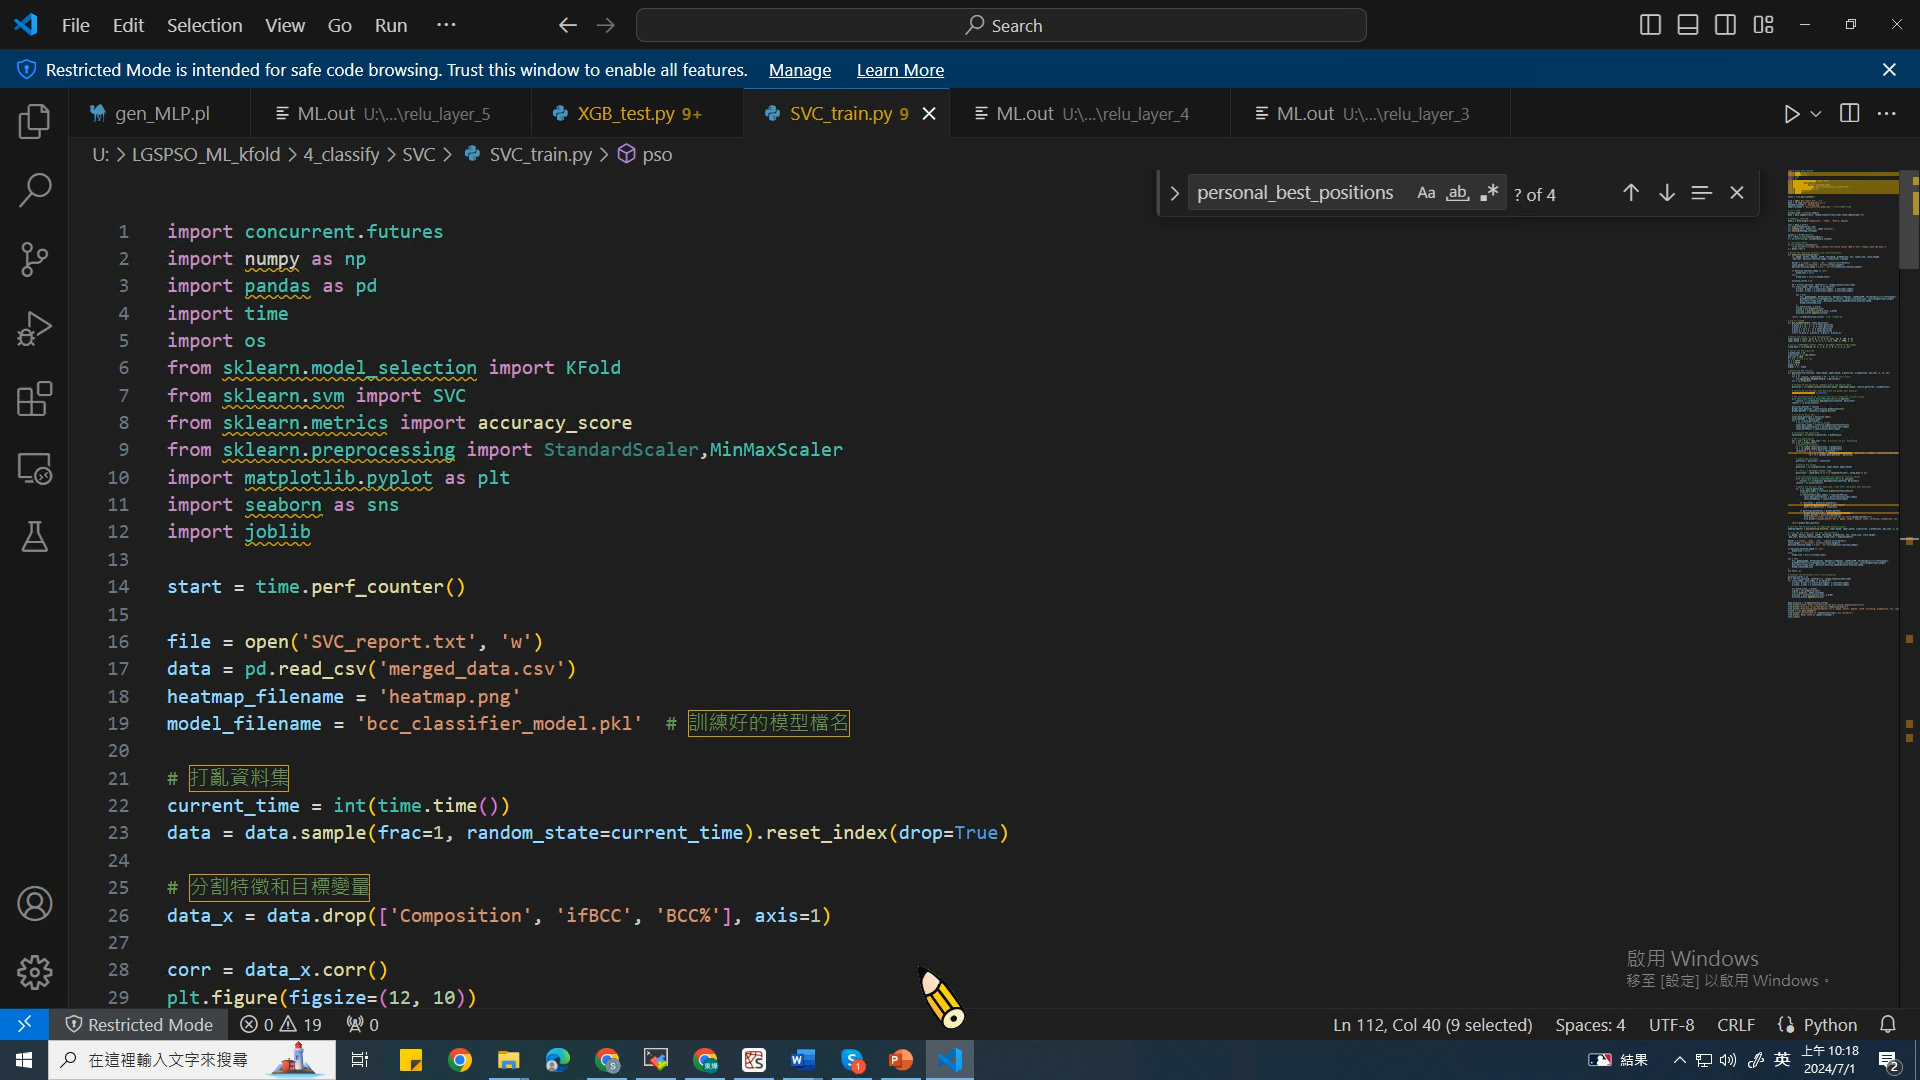 File Edit Selection View Go Run ··· Search
Restricted Mode is intended for safe code browsing. Trust this window to enable all features. Manage Learn More
gen_MLP.pl ML.out U:\...\relu_layer_5 XGB_test.py 9+ SVC_train.py 9 ML.out U:\...\relu_layer_4 ML.out U:\...\relu_layer_3
U: > LGSPSO_ML_kfold > 4_classify > SVC > SVC_train.py > pso
personal_best_positions Aa ab ? of 4
1 import concurrent.futures
2 import numpy as np
3 import pandas as pd
4 import time
5 import os
6 from sklearn.model_selection import KFold
7 from sklearn.svm import SVC
8 from sklearn.metrics import accuracy_score
9 from sklearn.preprocessing import StandardScaler,MinMaxScaler
10 import matplotlib.pyplot as plt
11 import seaborn as sns
12 import joblib
13
14 start = time.perf_counter()
15
16 file = open('SVC_report.txt', 'w')
17 data = pd.read_csv('merged_data.csv')
18 heatmap_filename = 'heatmap.png'
19 model_filename = 'bcc_classifier_model.pkl' # 訓練好的模型檔名
20
21 # 打亂資料集
22 current_time = int(time.time())
23 data = data.sample(frac=1, random_state=current_time).reset_index(drop=True)
24
25 # 分割特徵和目標變量
26 data_x = data.drop(['Composition', 'ifBCC', 'BCC%'], axis=1)
27
28 corr = data_x.corr()
29 plt.figure(figsize=(12, 10))
啟用 Windows
移至 [設定] 以啟用 Windows。
Restricted Mode 0 19 0 Ln 112, Col 40 (9 selected) Spaces: 4 UTF-8 CRLF Python
在這裡輸入文字來搜尋 結果 英 上午 10:18
2024/7/1 2